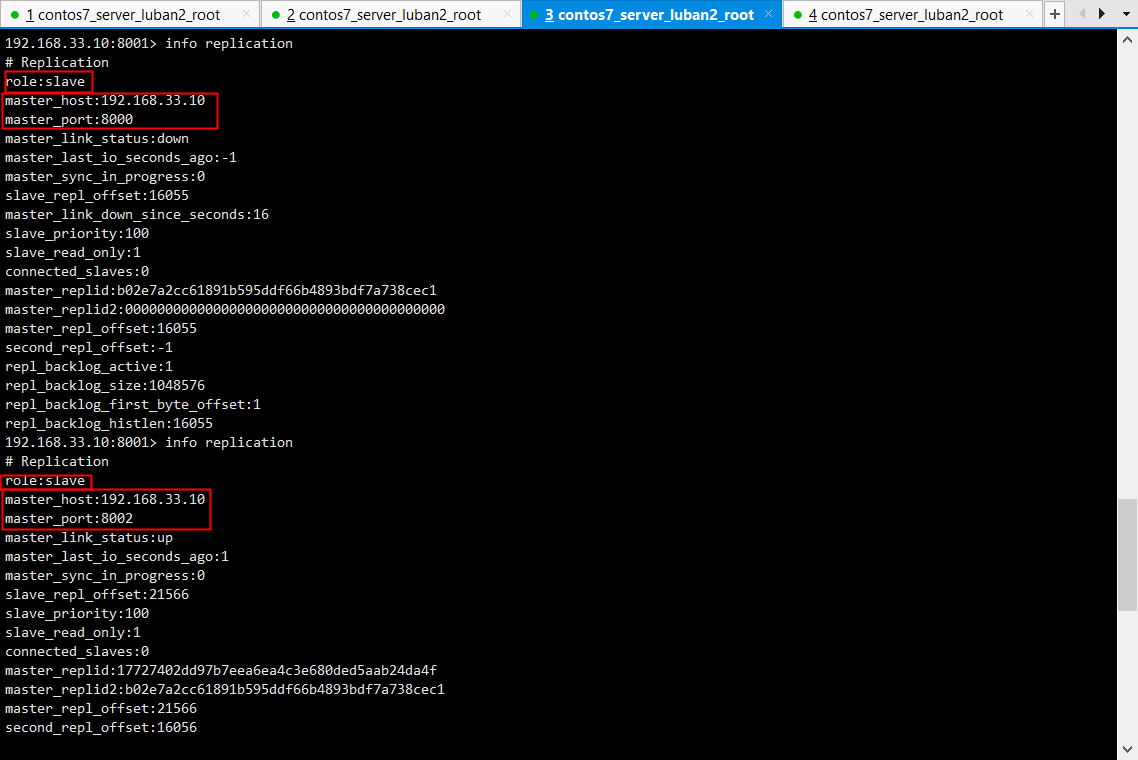 1 contos7_server_luban2_root
2 contos7_server_luban2_root
3 contos7_server_luban2_root
4 contos7_server_luban2_root
192.168.33.10:8001> info replication
# Replication
role:slave
master_host:192.168.33.10
master_port:8000
master_link_status:down
master_last_io_seconds_ago:-1
master_sync_in_progress:0
slave_repl_offset:16055
master_link_down_since_seconds:16
slave_priority:100
slave_read_only:1
connected_slaves:0
master_replid:b02e7a2cc61891b595ddf66b4893bdf7a738cec1
master_replid2:0000000000000000000000000000000000000000
master_repl_offset:16055
second_repl_offset:-1
repl_backlog_active:1
repl_backlog_size:1048576
repl_backlog_first_byte_offset:1
repl_backlog_histlen:16055
192.168.33.10:8001> info replication
# Replication
role:slave
master_host:192.168.33.10
master_port:8002
master_link_status:up
master_last_io_seconds_ago:1
master_sync_in_progress:0
slave_repl_offset:21566
slave_priority:100
slave_read_only:1
connected_slaves:0
master_replid:17727402dd97b7eea6ea4c3e680ded5aab24da4f
master_replid2:b02e7a2cc61891b595ddf66b4893bdf7a738cec1
master_repl_offset:21566
second_repl_offset:16056